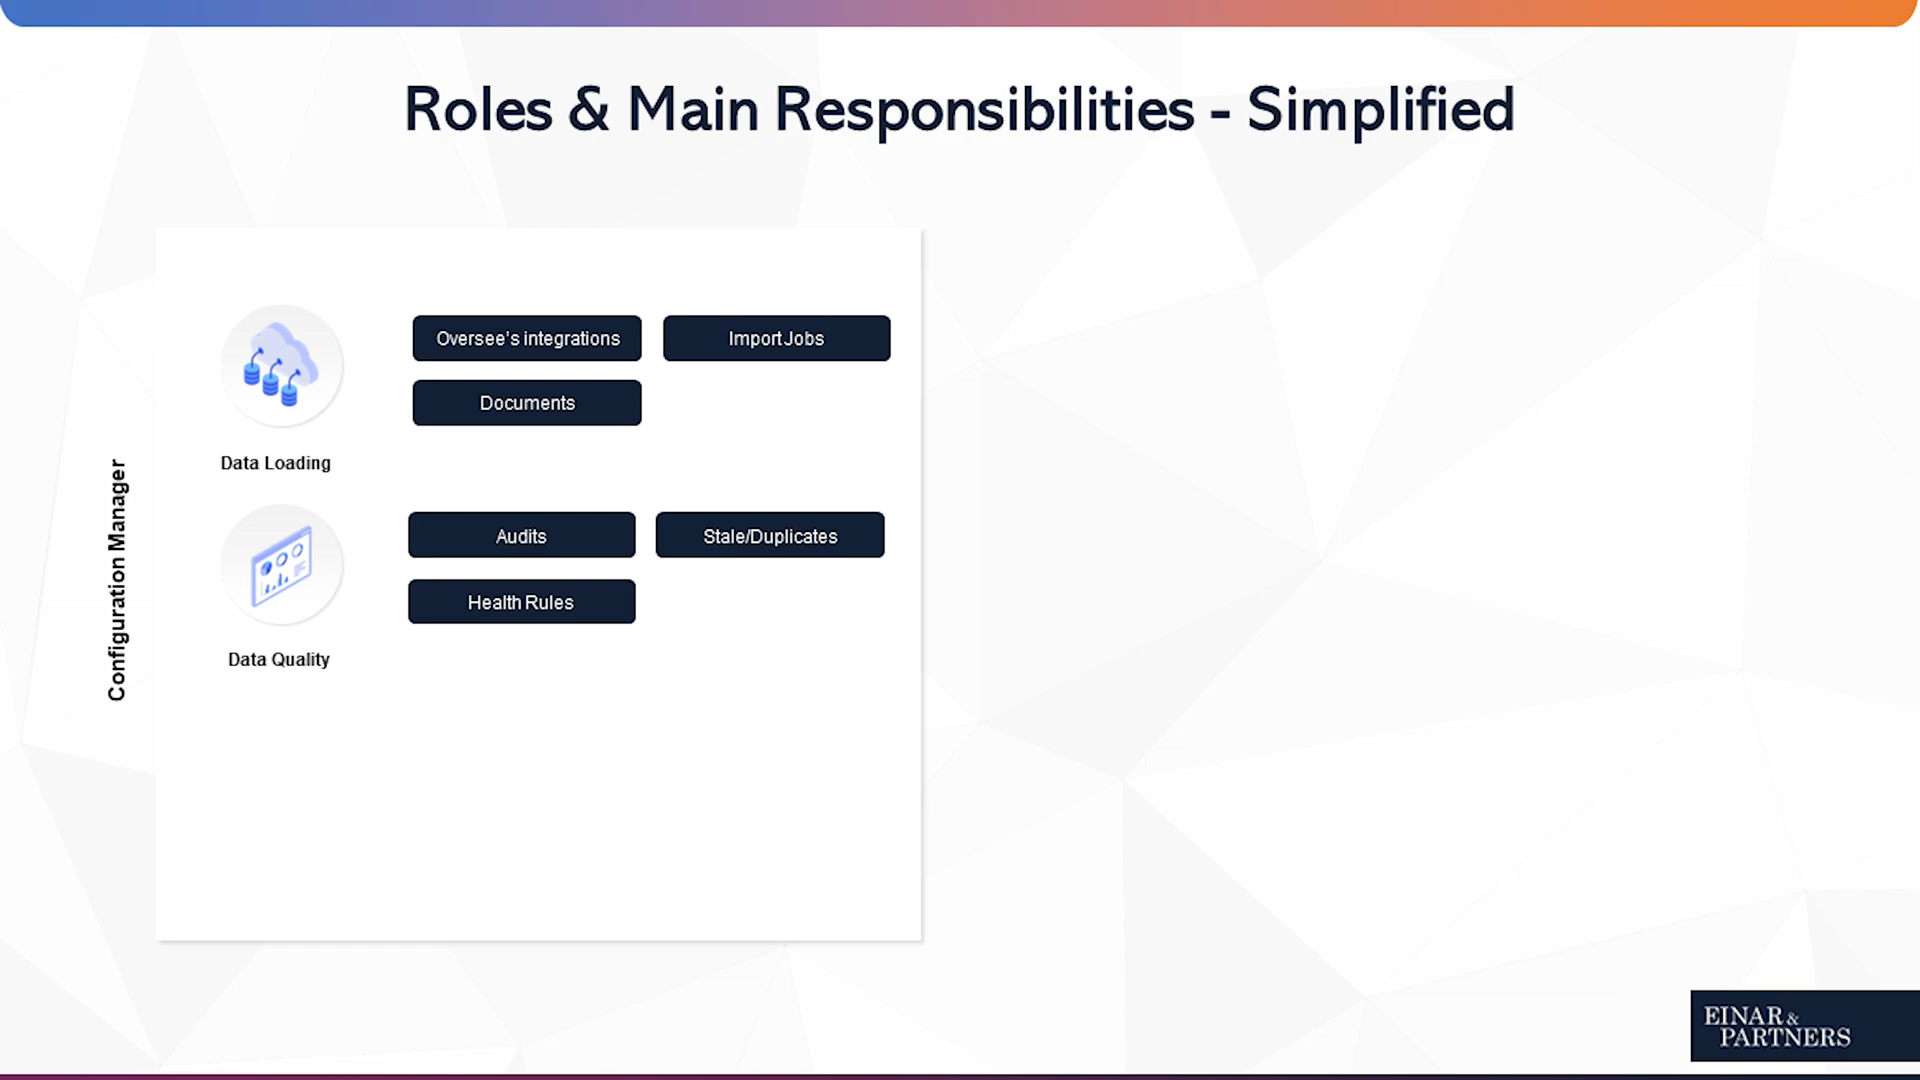 Roles & Main Responsibilities - Simplified
Configuration Manager
Oversee's integrations
Import Jobs
Documents
Data Loading
Audits
Stale/Duplicates
Health Rules
Data Quality
EINAR &
PARTNERS